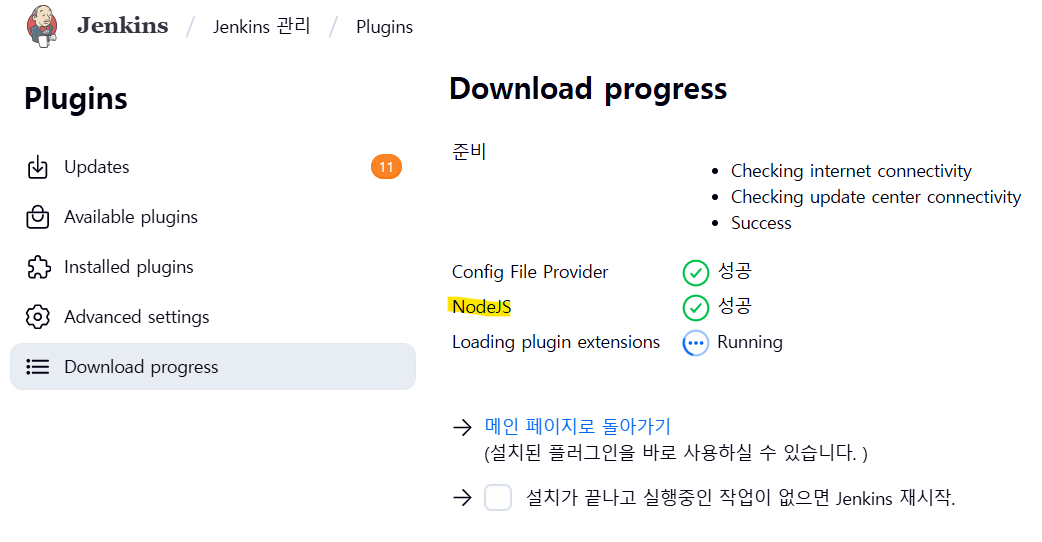 Jenkins / Jenkins 관리 / Plugins
Plugins
Updates 11
Available plugins
Installed plugins
Advanced settings
Download progress
Download progress
준비
Checking internet connectivity
Checking update center connectivity
Success
Config File Provider 성공
NodeJS 성공
Loading plugin extensions Running
메인 페이지로 돌아가기
(설치된 플러그인을 바로 사용하실 수 있습니다. )
설치가 끝나고 실행중인 작업이 없으면 Jenkins 재시작.